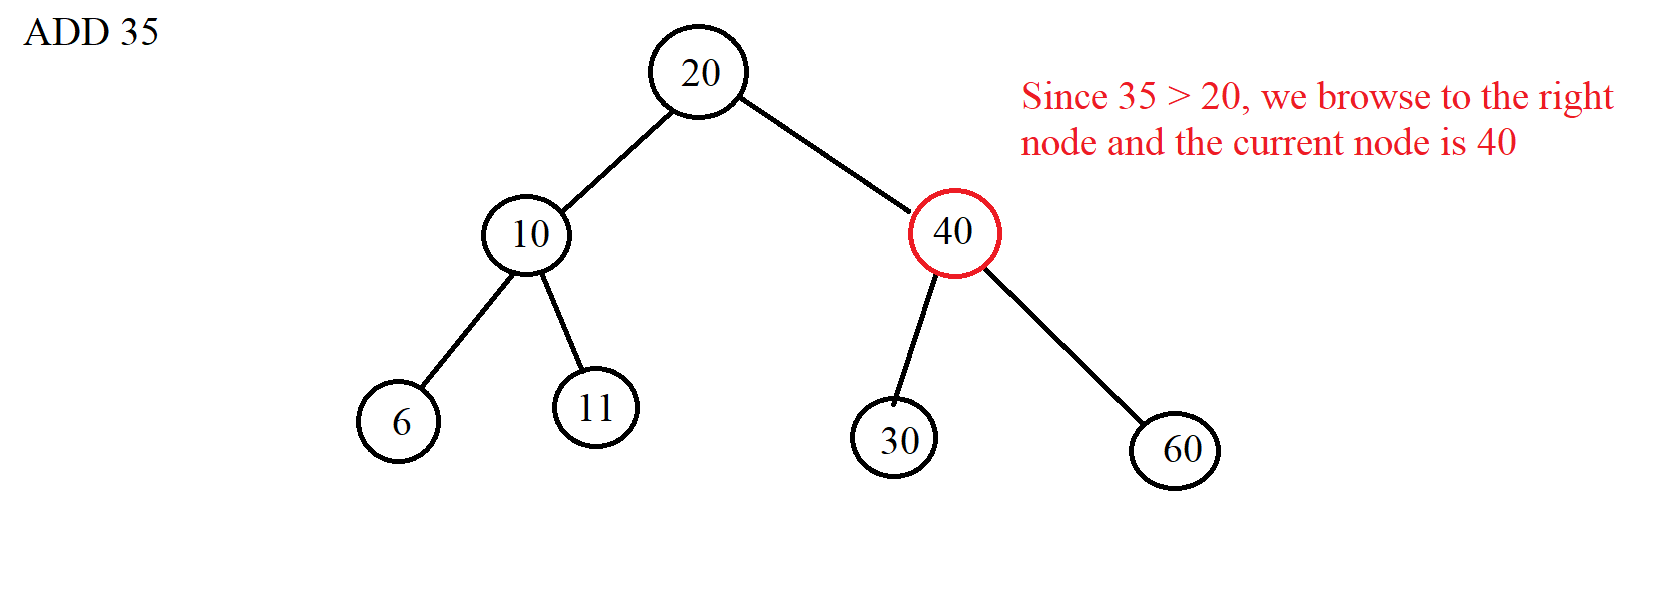 ADD 35
20
Since 35 > 20, we browse to the right
node and the current node is 40
10
40
6
11
30
60